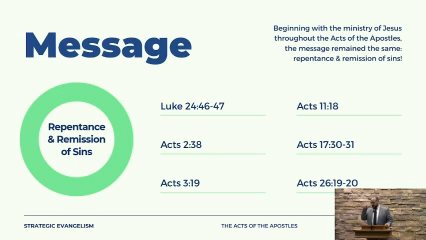 Message
Beginning with the ministry of Jesus
throughout the Acts of the Apostles,
the message remained the same:
repentance & remission of sins!
Repentance
& Remission
of Sins
Luke 24:46-47
Acts 11:18
Acts 2:38
Acts 17:30-31
Acts 3:19
Acts 26:19-20
STRATEGIC EVANGELISM
THE ACTS OF THE APOSTLES